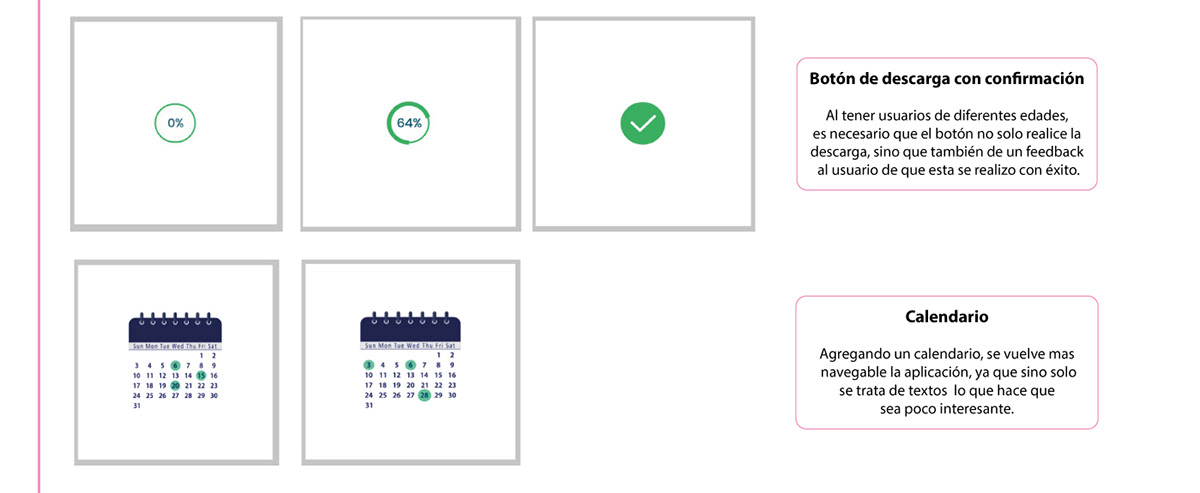 0%
64%
Botón de descarga con confirmación
Al tener usuarios de diferentes edades,
es necesario que el botón no solo realice la
descarga, sino que también de un feedback
al usuario de que esta se realizo con éxito.
Sun Mon Tue Wed Thu Fri Sat
1 2
3 4 5 6 7 8 9
10 11 12 13 14 15 16
17 18 19 20 21 22 23
24 25 26 27 28 29 30
31
Sun Mon Tue Wed Thu Fri Sat
1 2
3 4 5 6 7 8 9
10 11 12 13 14 15 16
17 18 19 20 21 22 23
24 25 26 27 28 29 30
31
Calendario
Agregando un calendario, se vuelve mas
navegable la aplicación, ya que sino solo
se trata de textos lo que hace que
sea poco interesante.